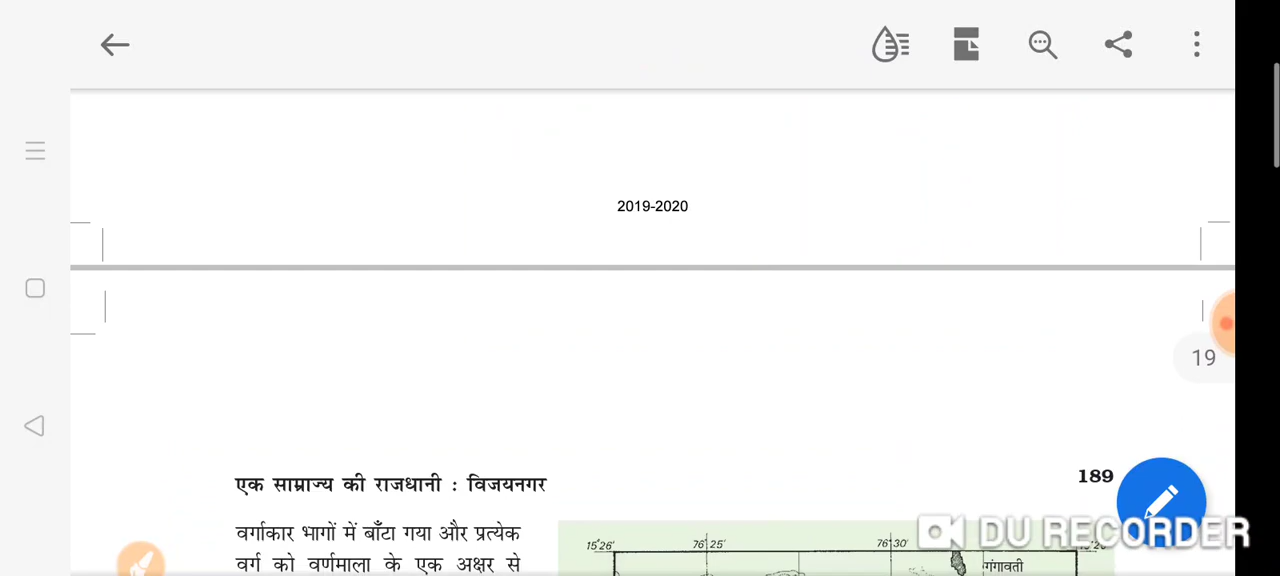 2019-2020
19
एक साम्राज्य की राजधानी : विजयनगर
189
वर्गाकार भागों में बाँटा गया और प्रत्येक
वर्ग को वर्णमाला के एक अक्षर से
15°26'
76°25'
76°30'
गंगावती
DU RECORDER